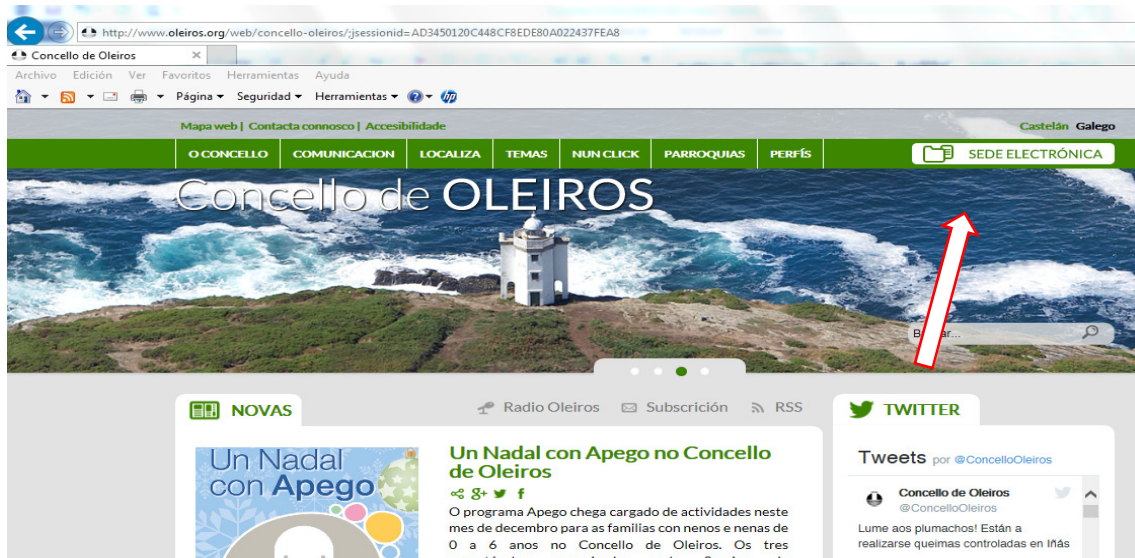 http://www.oleiros.org/web/concello-oleiros/;jsessionid=AD3450120C448CF8EDE80A022437FEA8
Concello de Oleiros ×
Archivo Edición Ver Favoritos Herramientas Ayuda
Página Seguridad Herramientas
Mapa web | Contacta connosco | Accesibilidade
Castelán Galego
O CONCELLO COMUNICACION LOCALIZA TEMAS NUN CLICK PARROQUIAS PERFÍS SEDE ELECTRÓNICA
Concello de OLEIROS
NOVAS
Radio Oleiros Subscrición RSS
TWITTER
Un Nadal
con Apego
Un Nadal con Apego no Concello
de Oleiros
O programa Apego chega cargado de actividades neste
mes de decembro para as familias con nenos e nenas de
0 a 6 anos no Concello de Oleiros. Os tres
Tweets por @ConcelloOleiros
Concello de Oleiros
@ConcelloOleiros
Lume aos plumachos! Están a
realizarse queimas controladas en Iñás